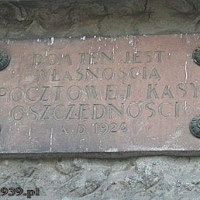 DOM TEN JEST
WŁASNOŚCIĄ
POCZTOWEJ KASY
OSZCZĘDNOŚCI
A.D. 1924
939.pl